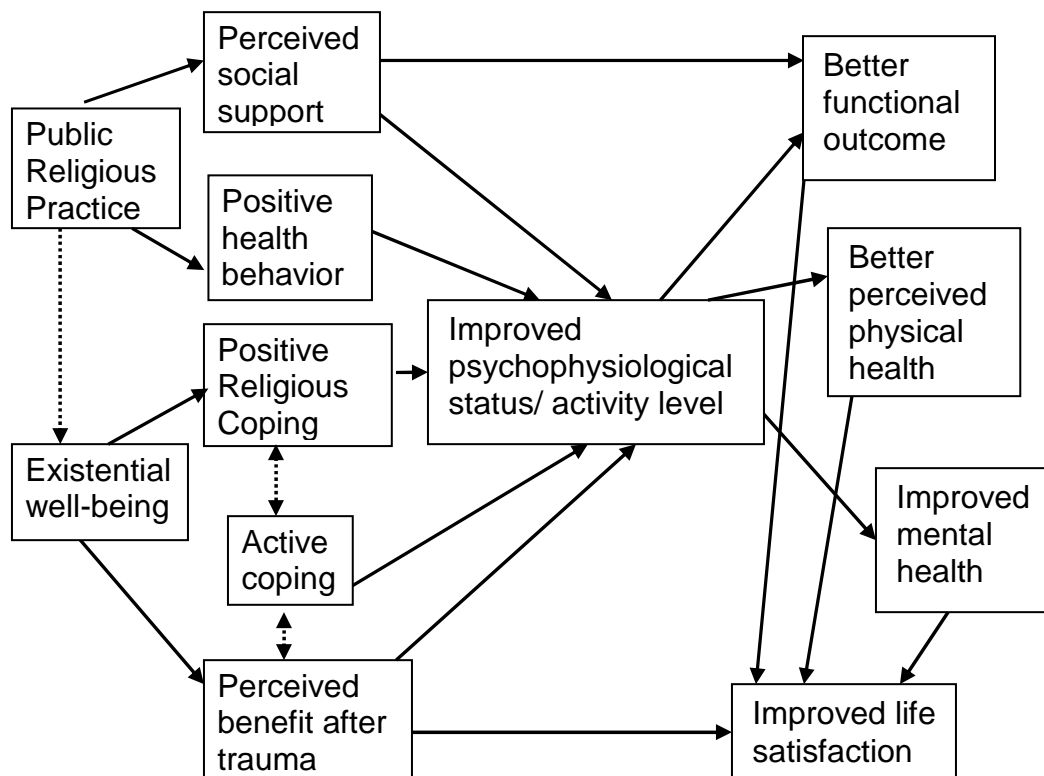 Perceived
social
support
Better
functional
outcome
Public
Religious
Practice
Positive
health
behavior
Better
perceived
physical
health
Improved
psychophysiological
status/ activity level
Positive
Religious
Coping
Existential
well-being
Improved
mental
health
Active
coping
Perceived
benefit after
trauma
Improved life
satisfaction